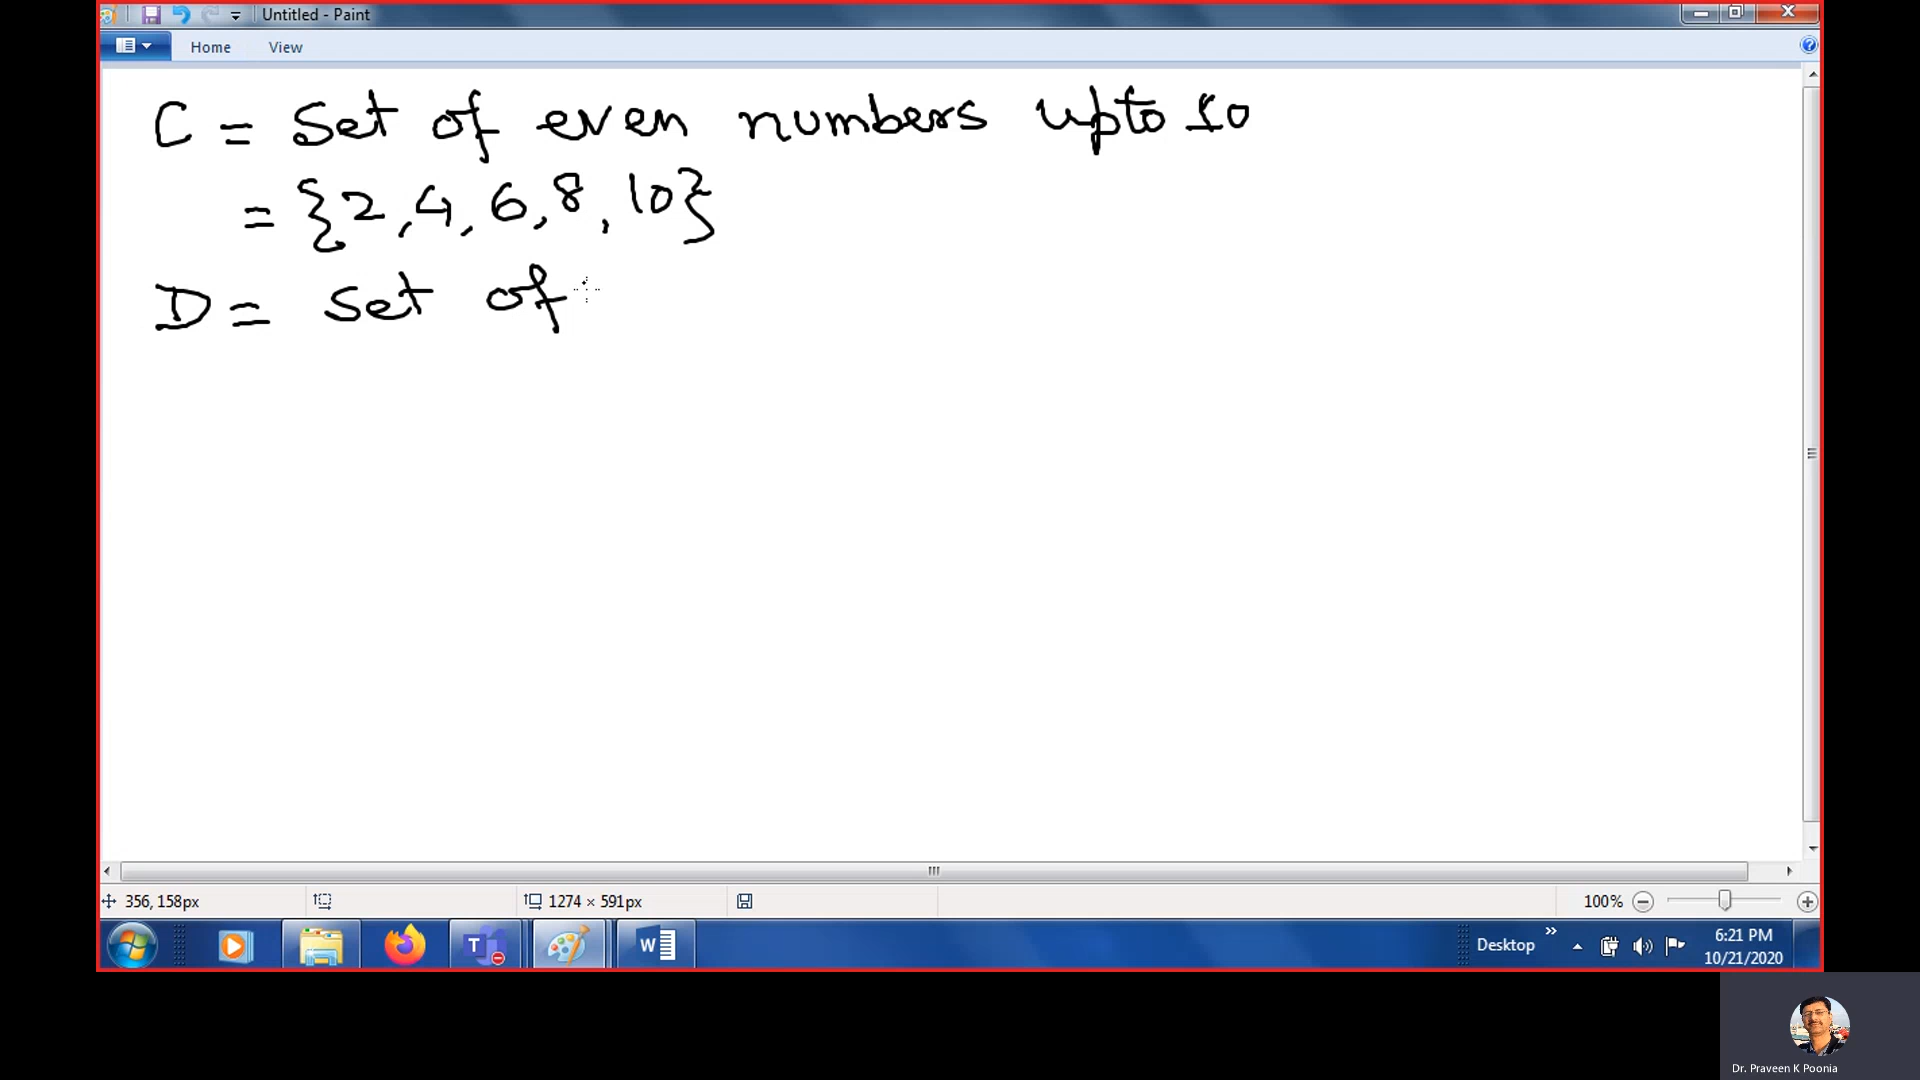 Untitled - Paint
Home View
C = Set of even numbers upto 10
= {2, 4, 6, 8, 10}
D = set of
356, 158px
1274 × 591px
100%
Desktop
6:21 PM
10/21/2020
Dr. Praveen K Poonia